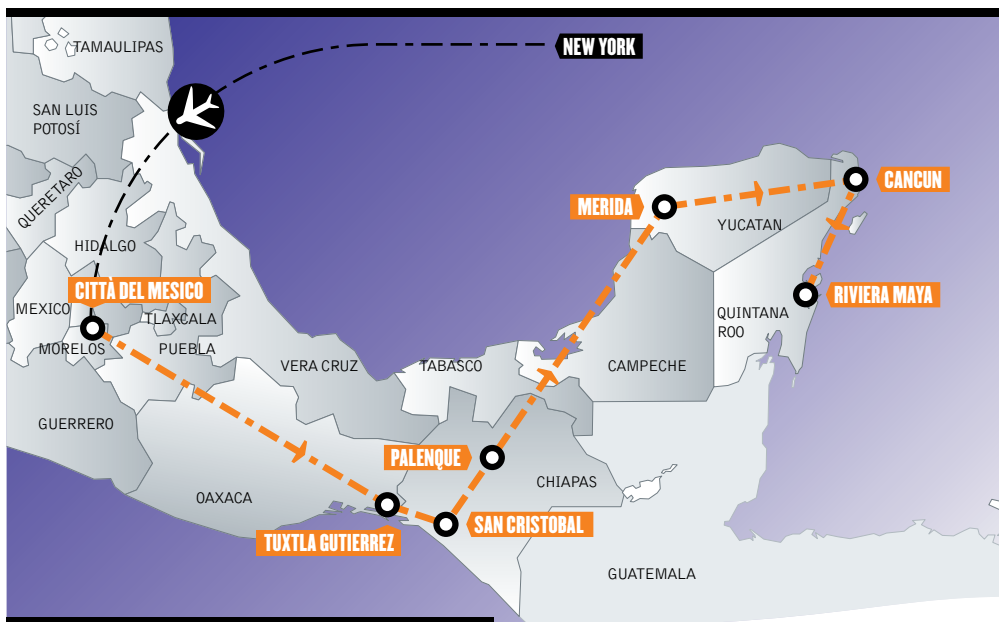 TAMAULIPAS
NEW YORK
SAN LUIS
POTOSÍ
QUERETARO
HIDALGO
CITTÀ DEL MESICO
MEXICO
TLAXCALA
MORELOS
PUEBLA
GUERRERO
VERA CRUZ
TABASCO
OAXACA
TUXTLA GUTIERREZ
SAN CRISTOBAL
PALENQUE
CHIAPAS
GUATEMALA
CAMPECHE
MERIDA
YUCATAN
CANCUN
RIVIERA MAYA
QUINTANA
ROO